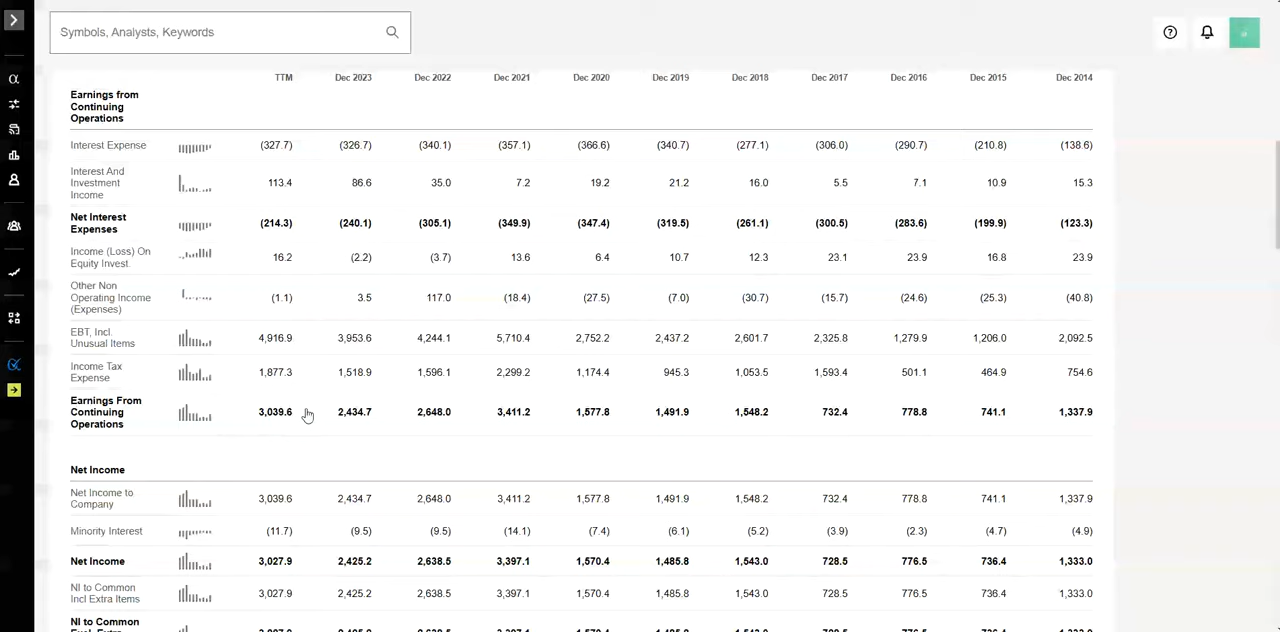 Symbols, Analysts, Keywords
TTM Dec 2023 Dec 2022 Dec 2021 Dec 2020 Dec 2019 Dec 2018 Dec 2017 Dec 2016 Dec 2015 Dec 2014
Earnings from
Continuing
Operations
Interest Expense (327.7) (326.7) (340.1) (357.1) (366.6) (340.7) (277.1) (306.0) (290.7) (210.8) (138.6)
Interest And
Investment 113.4 86.6 35.0 7.2 19.2 21.2 16.0 5.5 7.1 10.9 15.3
Income
Net Interest
Expenses (214.3) (240.1) (305.1) (349.9) (347.4) (319.5) (261.1) (300.5) (283.6) (199.9) (123.3)
Income (Loss) On
Equity Invest. 16.2 (2.2) (3.7) 13.6 6.4 10.7 12.3 23.1 23.9 16.8 23.9
Other Non
Operating Income (1.1) 3.5 117.0 (18.4) (27.5) (7.0) (30.7) (15.7) (24.6) (25.3) (40.8)
(Expenses)
EBT, Incl.
Unusual Items 4,916.9 3,953.6 4,244.1 5,710.4 2,752.2 2,437.2 2,601.7 2,325.8 1,279.9 1,206.0 2,092.5
Income Tax
Expense 1,877.3 1,518.9 1,596.1 2,299.2 1,174.4 945.3 1,053.5 1,593.4 501.1 464.9 754.6
Earnings From
Continuing 3,039.6 2,434.7 2,648.0 3,411.2 1,577.8 1,491.9 1,548.2 732.4 778.8 741.1 1,337.9
Operations
Net Income
Net Income to
Company 3,039.6 2,434.7 2,648.0 3,411.2 1,577.8 1,491.9 1,548.2 732.4 778.8 741.1 1,337.9
Minority Interest (11.7) (9.5) (9.5) (14.1) (7.4) (6.1) (5.2) (3.9) (2.3) (4.7) (4.9)
Net Income 3,027.9 2,425.2 2,638.5 3,397.1 1,570.4 1,485.8 1,543.0 728.5 776.5 736.4 1,333.0
NI to Common
Incl Extra Items 3,027.9 2,425.2 2,638.5 3,397.1 1,570.4 1,485.8 1,543.0 728.5 776.5 736.4 1,333.0
NI to Common